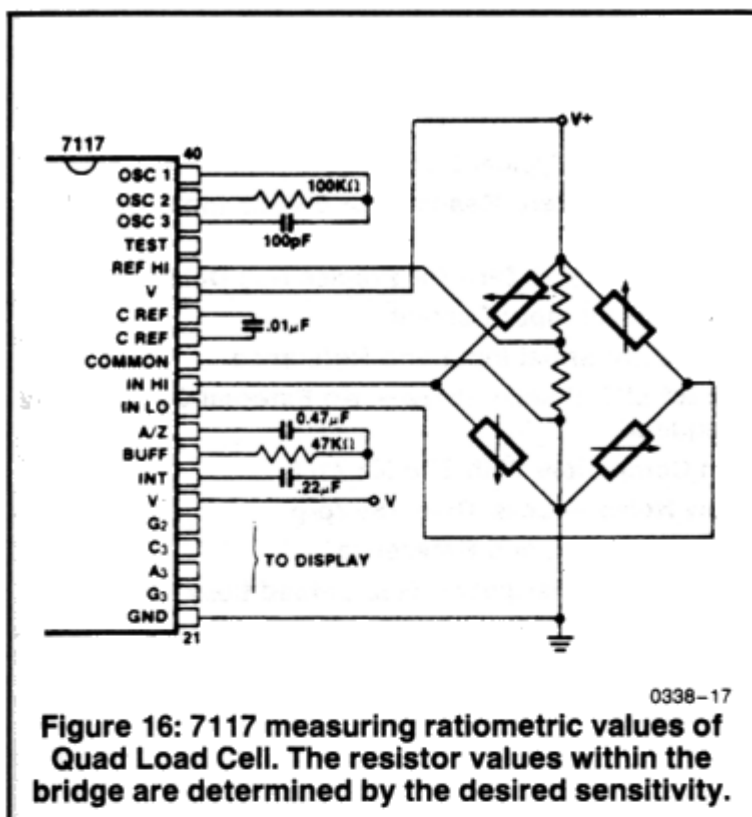 7117
40
V+
OSC 1
OSC 2
100KΩ
OSC 3
100pF
TEST
REF HI
V
C REF
.01μF
C REF
COMMON
IN HI
IN LO
A/Z
0.47μF
BUFF
47KΩ
INT
.22μF
V
V
G2
C3
TO DISPLAY
A3
G3
GND
21
0338–17
Figure 16: 7117 measuring ratiometric values of
Quad Load Cell. The resistor values within the
bridge are determined by the desired sensitivity.